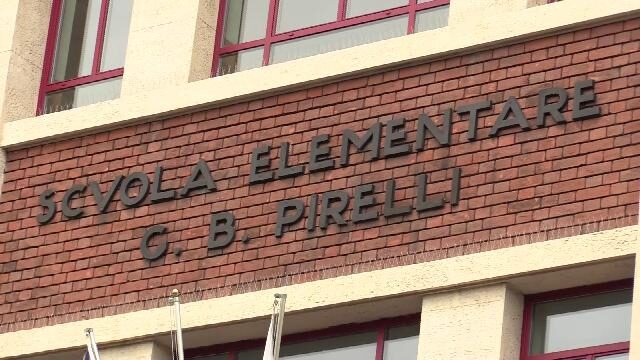 SCVOLA ELEMENTARE
G. B. PIRELLI